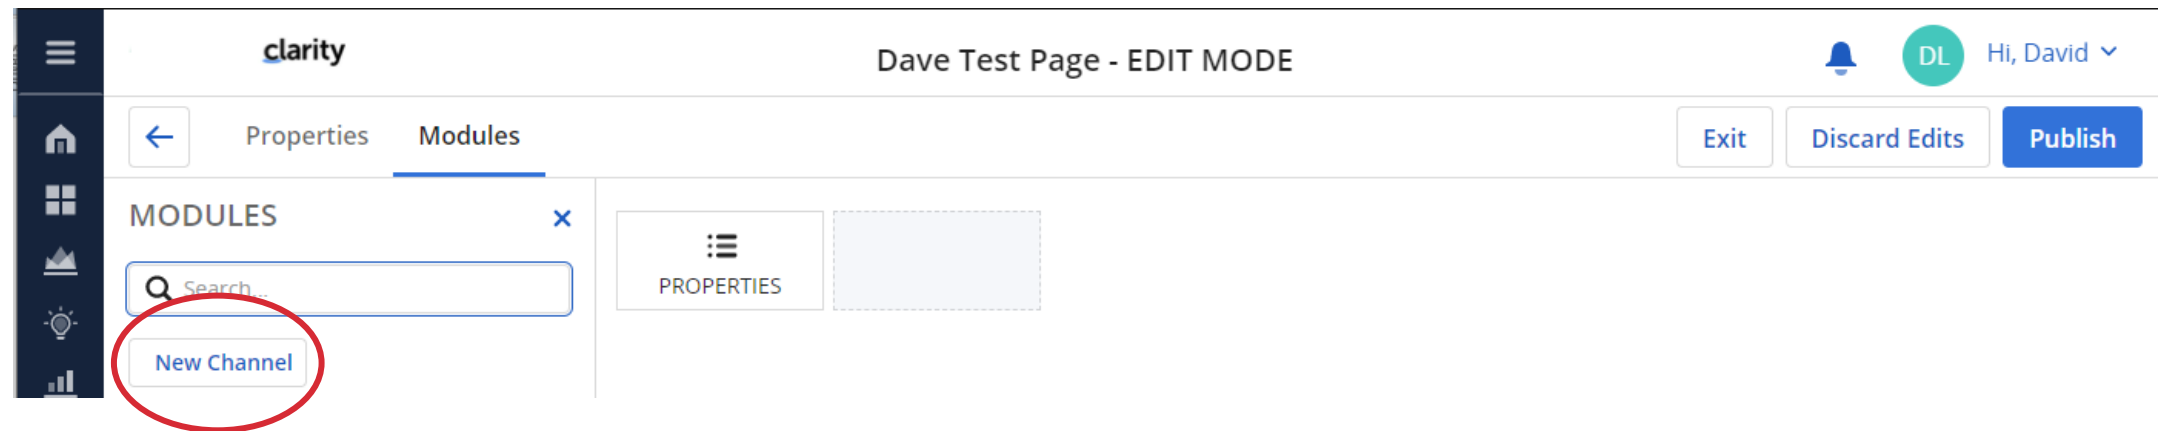 clarity
Dave Test Page - EDIT MODE
DL
Hi, David
Properties
Modules
Exit
Discard Edits
Publish
MODULES
Search...
New Channel
PROPERTIES